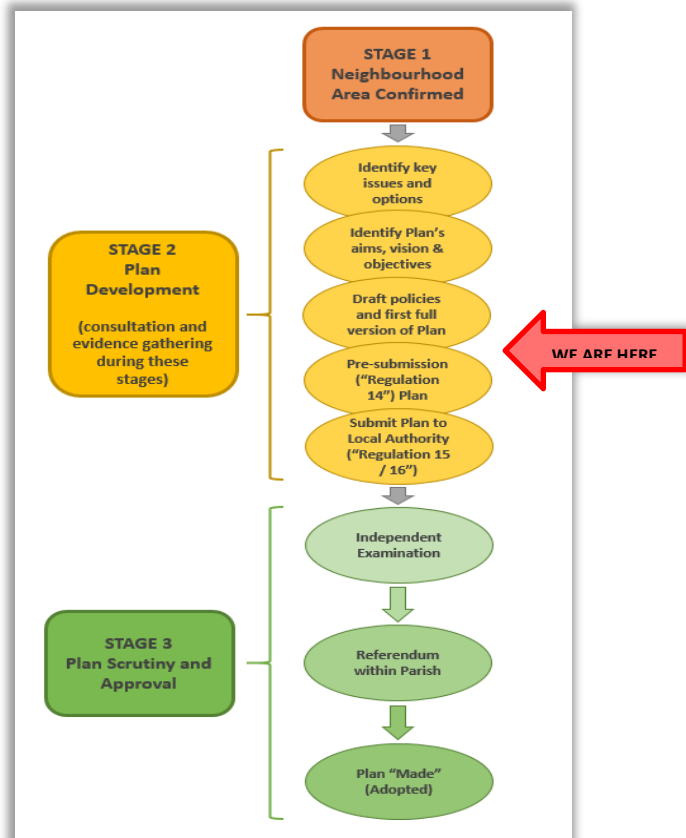 STAGE 1
Neighbourhood
Area Confirmed
Identify key
issues and
options
Identify Plan's
aims, vision &
objectives
STAGE 2
Plan
Development
(consultation and
evidence gathering
during these
stages)
Draft policies
and first full
version of Plan
WE ARE HERE
Pre-submission
("Regulation
14") Plan
Submit Plan to
Local Authority
("Regulation 15
/ 16")
Independent
Examination
STAGE 3
Plan Scrutiny and
Approval
Referendum
within Parish
Plan "Made"
(Adopted)